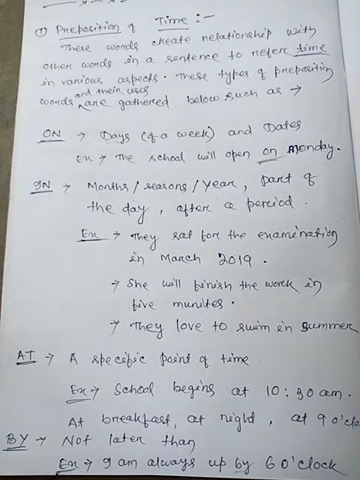 ① Preposition of Time :-
These words create relationship with
other words in a sentence to refer time
in various aspects. These types of preposition
words and their uses are gathered below such as →
ON → Days (of a week) and Dates
Ex → The school will open on Monday.
IN → Months / seasons / Year, Part of
the day, after a period.
Ex → They sat for the examination
in March 2019.
→ She will finish the work in
five munites.
→ They love to swim in summer
AT → A specific point of time
Ex → School begins at 10:30 am.
At breakfast, at night, at 9 o'clo
BY → Not later than
Ex → I am always up by 6 o'clock